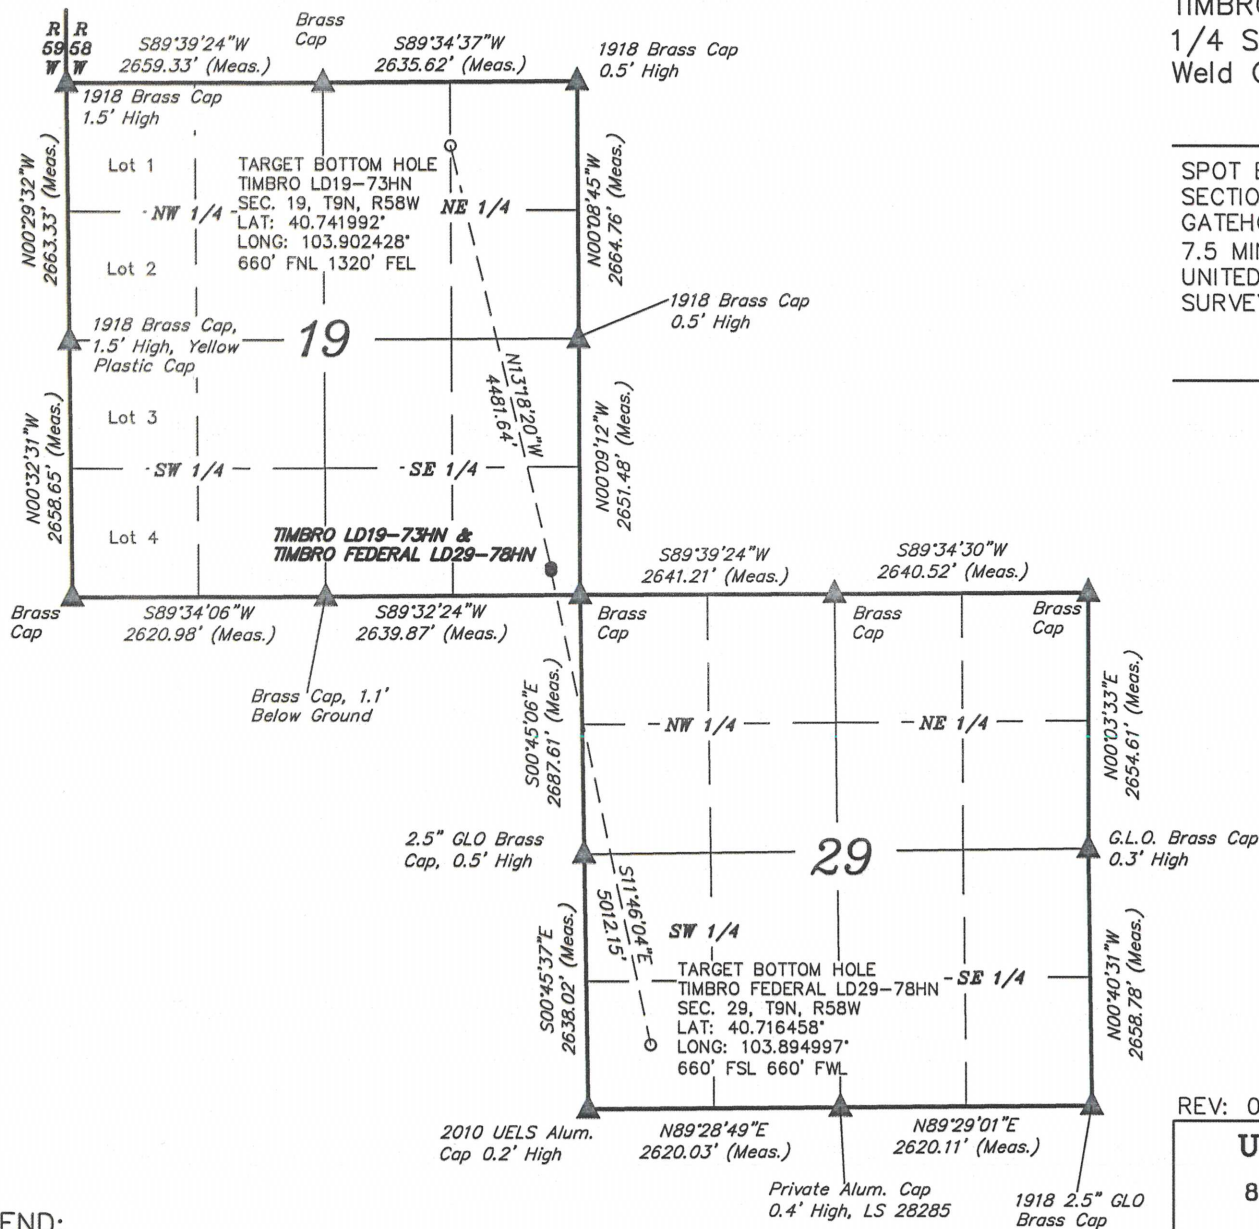 R R
59 58
W W
S89°39'24"W
2659.33' (Meas.)
Brass
Cap
S89°34'37"W
2635.62' (Meas.)
1918 Brass Cap
0.5' High
1918 Brass Cap
1.5' High
N00°29'32"W
2663.33' (Meas.)
Lot 1
TARGET BOTTOM HOLE
TIMBRO LD19-73HN
SEC. 19, T9N, R58W
LAT: 40.741992°
LONG: 103.902428°
660' FNL 1320' FEL
NW 1/4
NE 1/4
N00°08'45"W
2664.76' (Meas.)
Lot 2
1918 Brass Cap
0.5' High
1918 Brass Cap,
1.5' High, Yellow
Plastic Cap
19
N13°18'20"W
4481.64'
N00°32'31"W
2658.65' (Meas.)
Lot 3
SW 1/4
SE 1/4
N00°09'12"W
2651.48' (Meas.)
Lot 4
TIMBRO LD19-73HN &
TIMBRO FEDERAL LD29-78HN
Brass
Cap
S89°34'06"W
2620.98' (Meas.)
S89°32'24"W
2639.87' (Meas.)
Brass Cap, 1.1'
Below Ground
S89°39'24"W
2641.21' (Meas.)
S89°34'30"W
2640.52' (Meas.)
Brass
Cap
Brass
Cap
Brass
Cap
S00°45'06"E
2687.61' (Meas.)
NW 1/4
NE 1/4
N00°03'33"E
2654.61' (Meas.)
2.5" GLO Brass
Cap, 0.5' High
29
G.L.O. Brass Cap
0.3' High
S11°46'04"E
5012.15'
S00°45'37"E
2638.02' (Meas.)
SW 1/4
TARGET BOTTOM HOLE
TIMBRO FEDERAL LD29-78HN
SEC. 29, T9N, R58W
LAT: 40.716458°
LONG: 103.894997°
660' FSL 660' FWL
SE 1/4
N00°40'31"W
2658.78' (Meas.)
2010 UELS Alum.
Cap 0.2' High
N89°28'49"E
2620.03' (Meas.)
N89°29'01"E
2620.11' (Meas.)
Private Alum. Cap
0.4' High, LS 28285
1918 2.5" GLO
Brass Cap
TIMBRO
1/4 S
Weld C
SPOT E
SECTIO
GATEHO
7.5 MIN
UNITED
SURVEY
REV: 0
U
8
END: